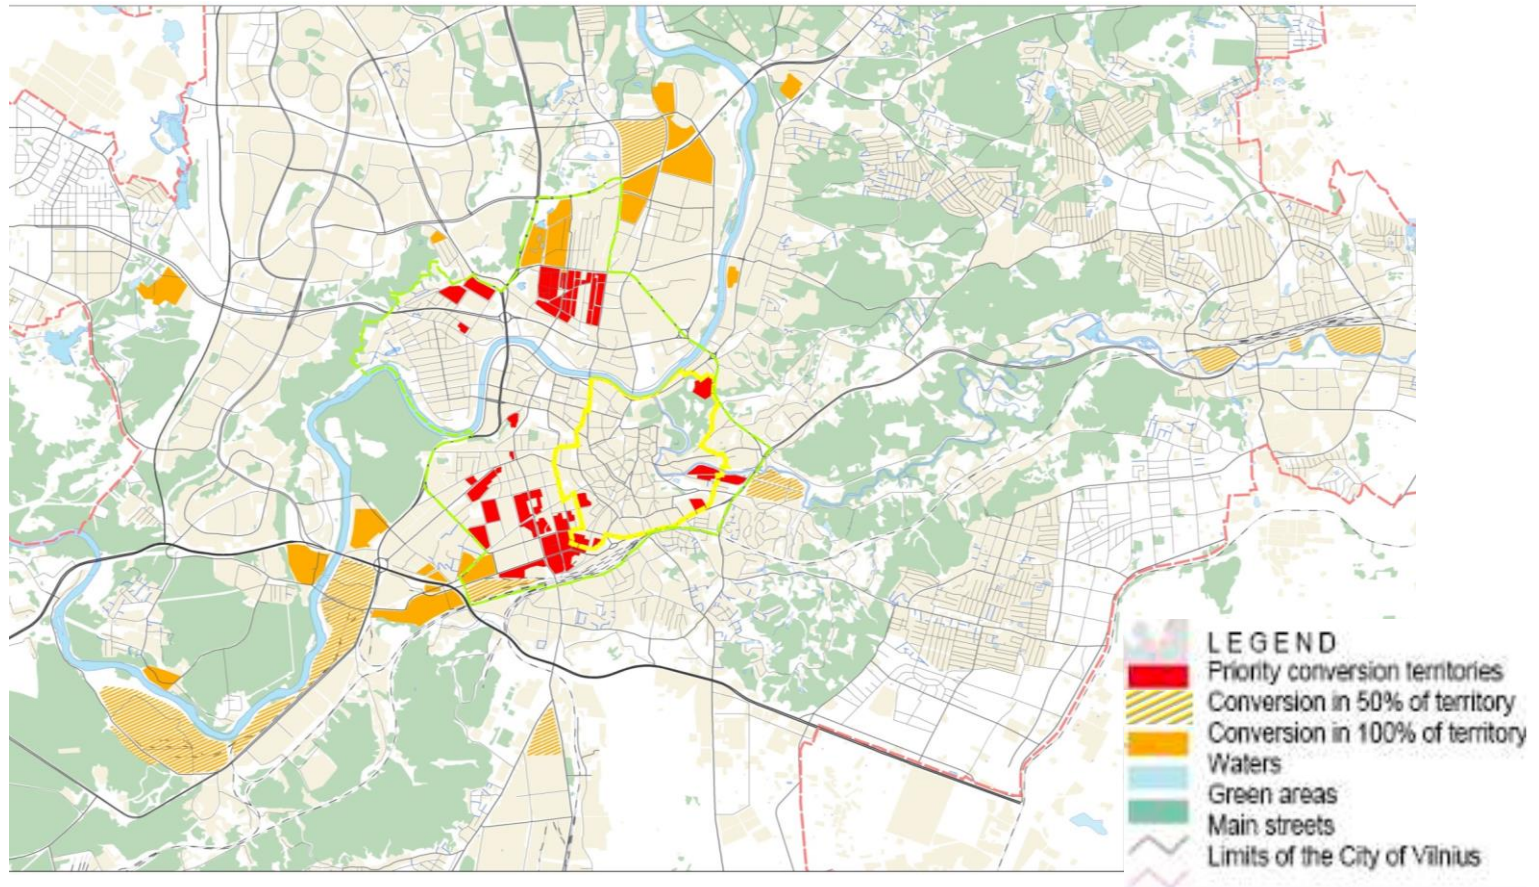 LEGEND
Priority conversion territories
Conversion in 50% of territory
Conversion in 100% of territory
Waters
Green areas
Main streets
Limits of the City of Vilnius